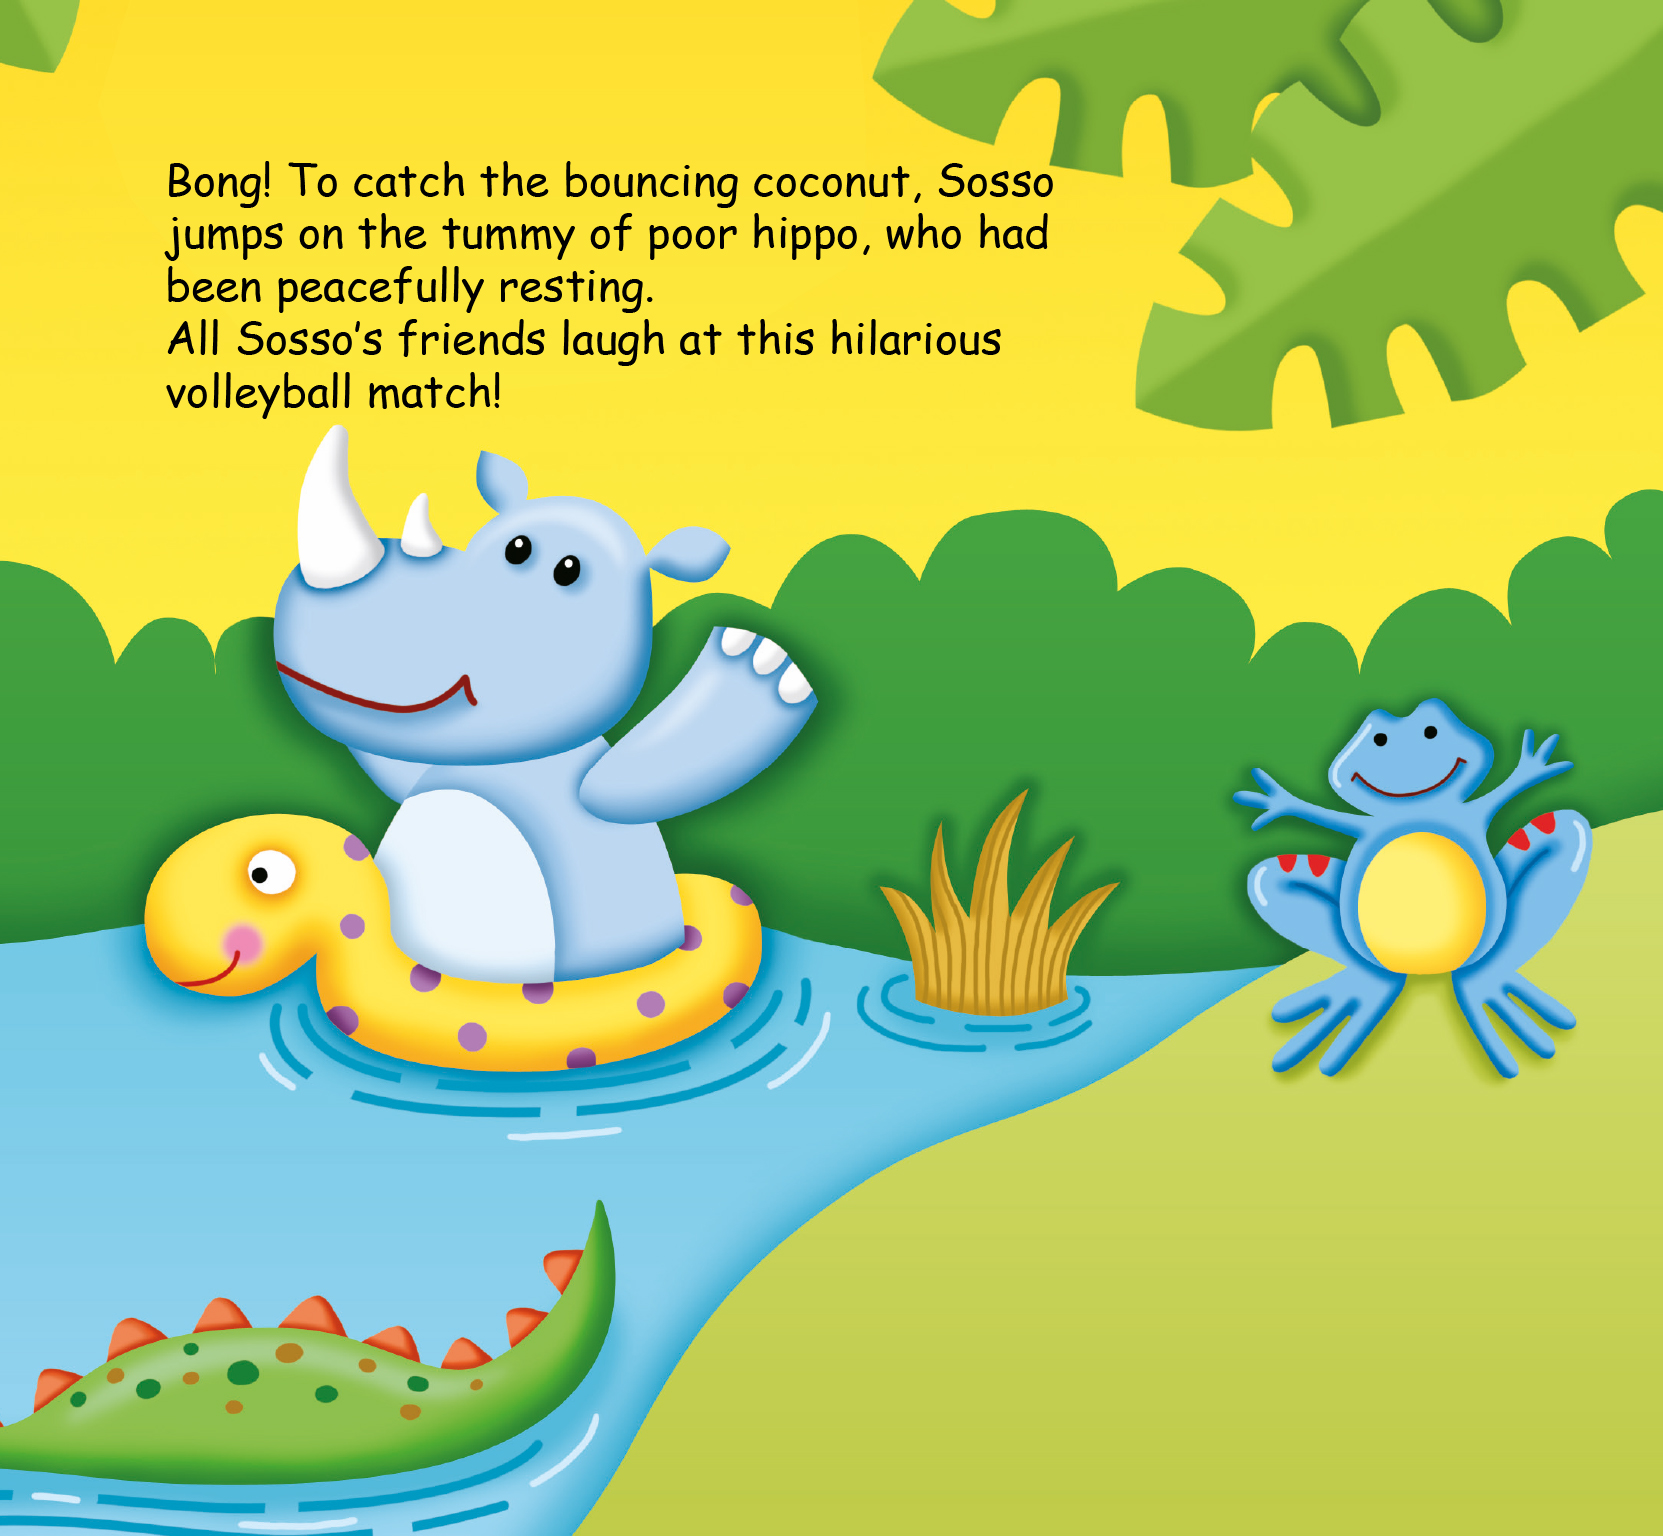 Bong! To catch the bouncing coconut, Sosso
jumps on the tummy of poor hippo, who had
been peacefully resting.
All Sosso's friends laugh at this hilarious
volleyball match!